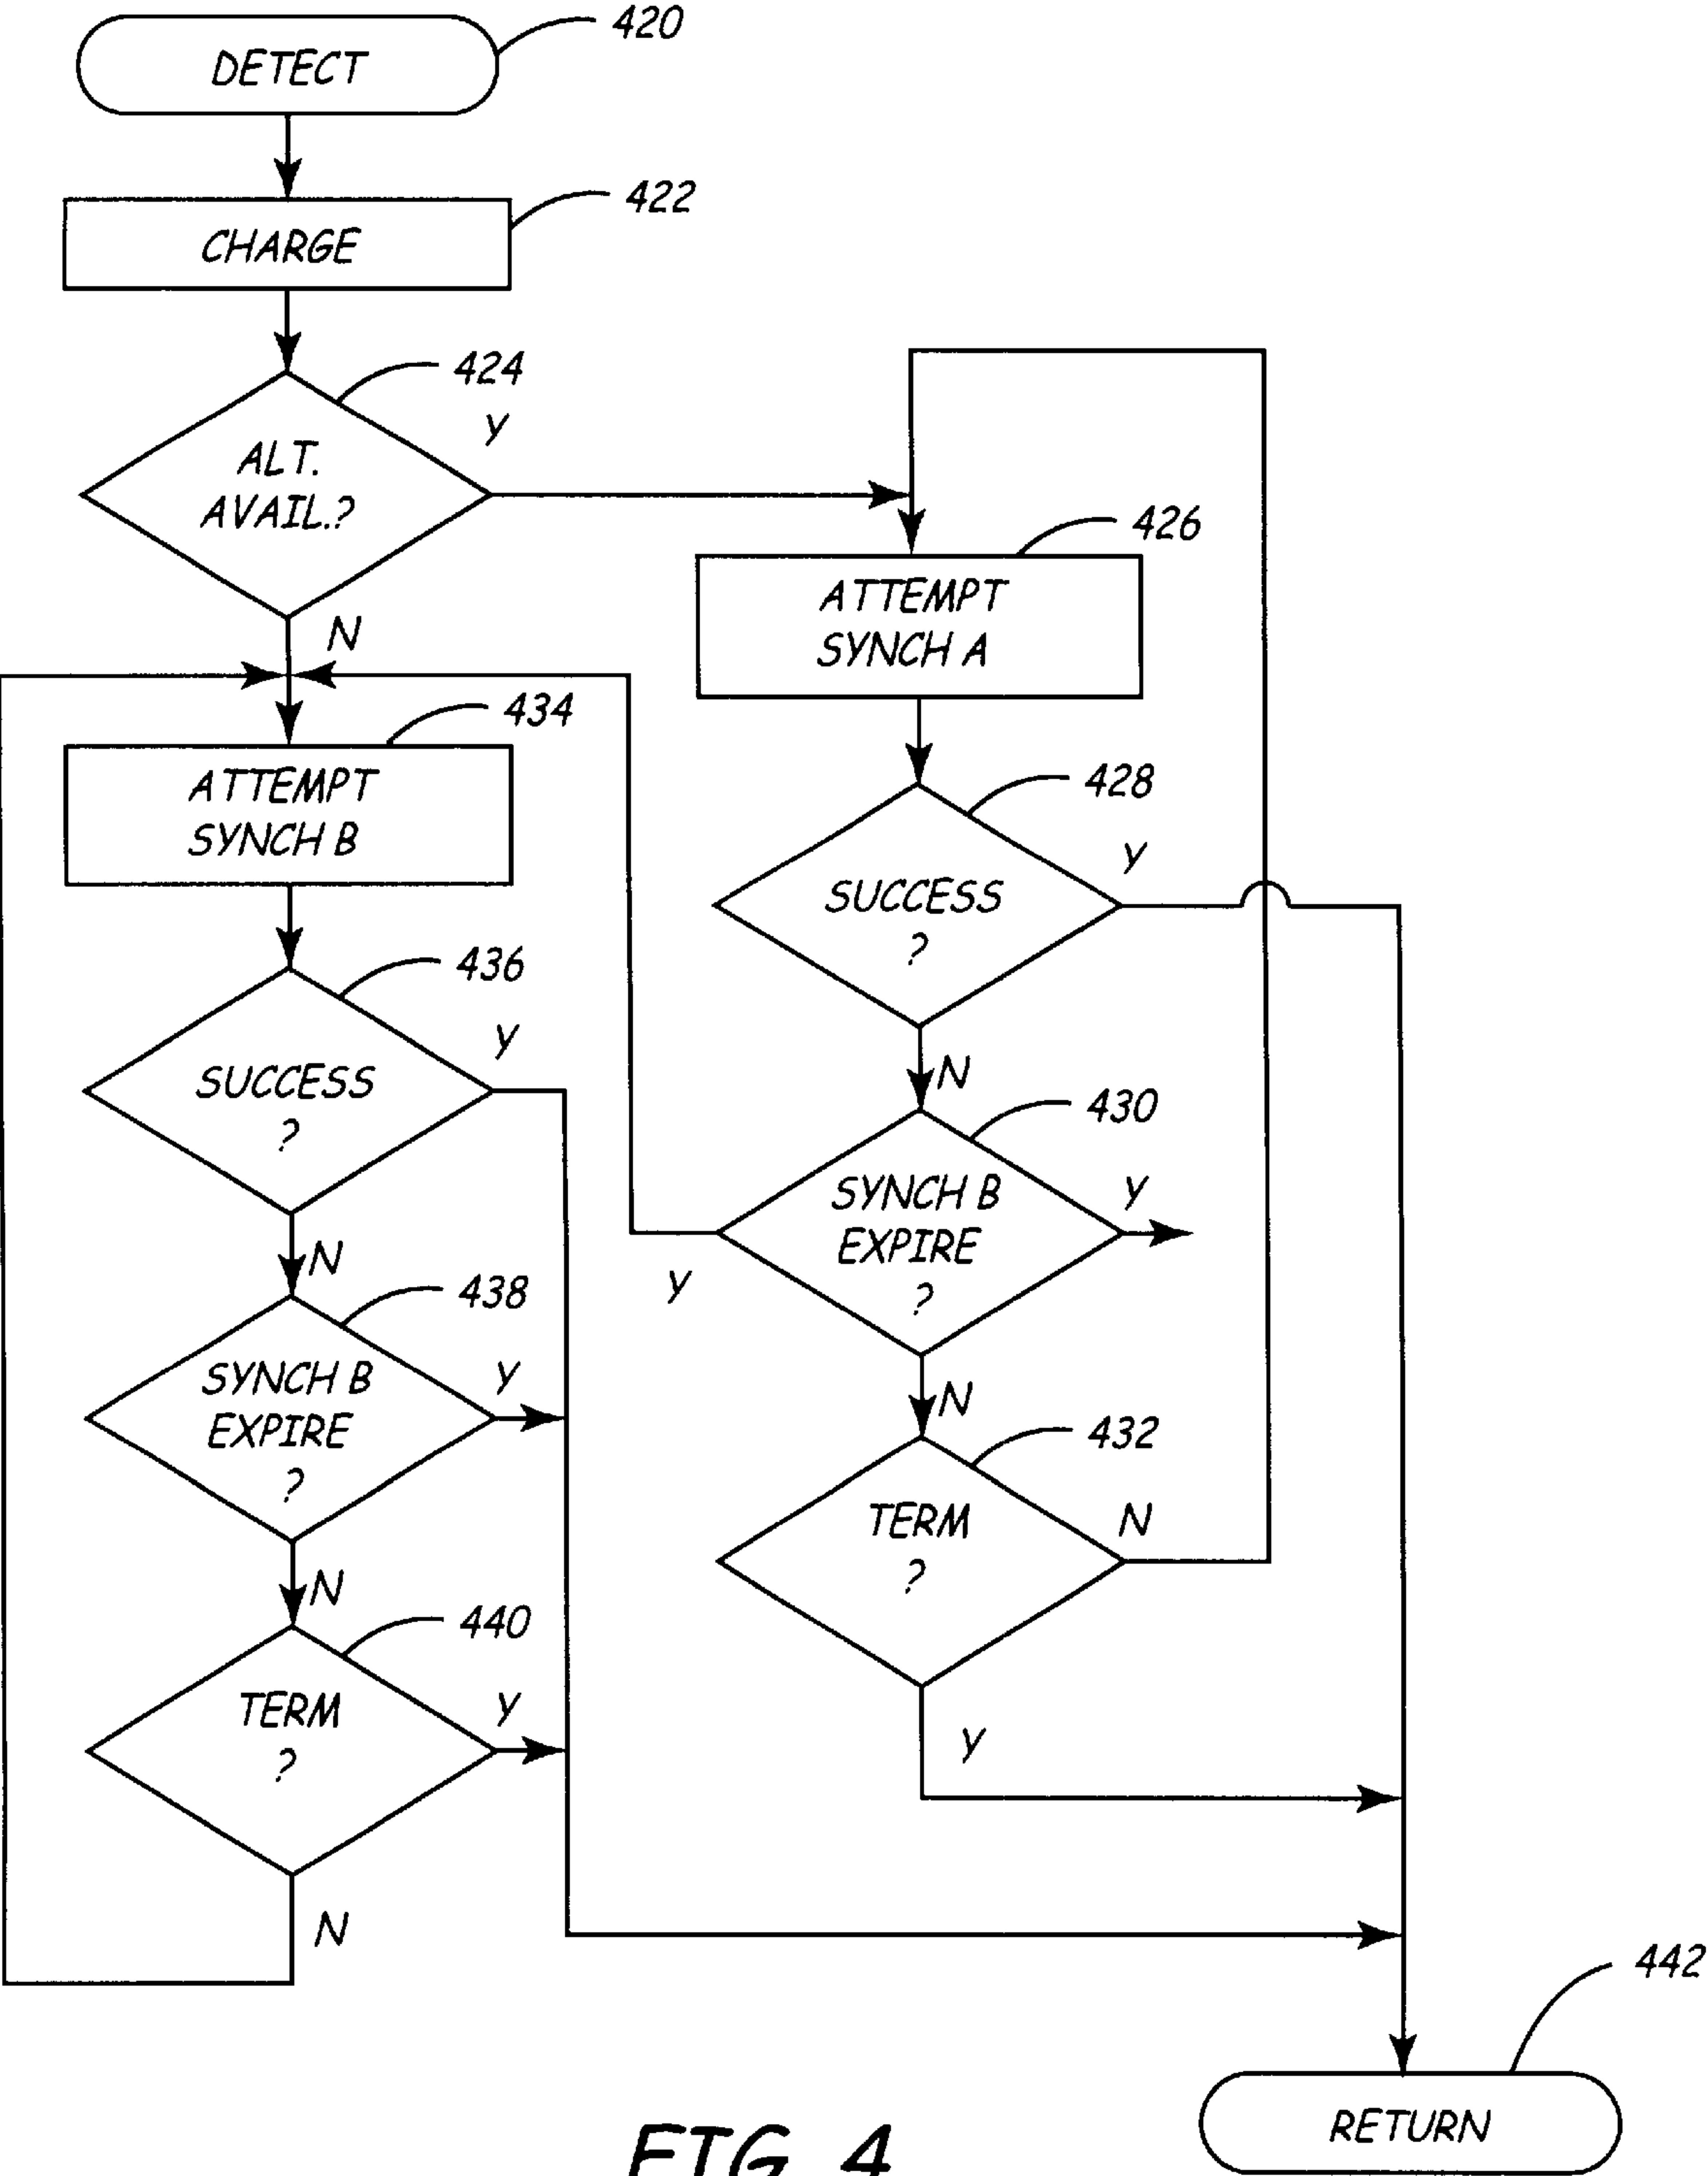 DETECT
420
CHARGE
422
424
Y
ALT.
AVAIL.?
N
426
ATTEMPT
SYNCH A
434
ATTEMPT
SYNCH B
428
Y
SUCCESS
?
N
436
Y
SUCCESS
?
N
430
Y
SYNCH B
EXPIRE
?
Y
N
438
Y
SYNCH B
EXPIRE
?
N
432
TERM
?
N
Y
440
Y
TERM
?
N
442
RETURN
FIG. 4